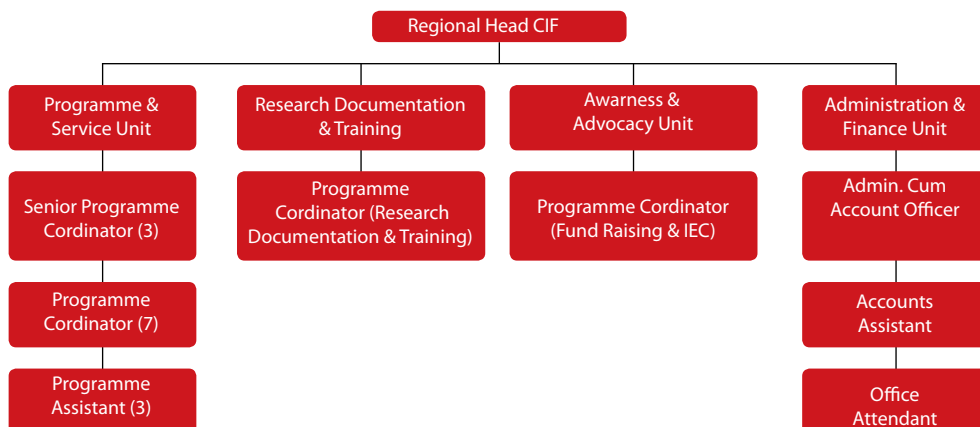 Regional Head CIF
Programme &
Service Unit
Research Documentation
& Training
Awarness &
Advocacy Unit
Administration &
Finance Unit
Senior Programme
Cordinator (3)
Programme
Cordinator (Research
Documentation & Training)
Programme Cordinator
(Fund Raising & IEC)
Admin. Cum
Account Officer
Programme
Cordinator (7)
Accounts
Assistant
Programme
Assistant (3)
Office
Attendant